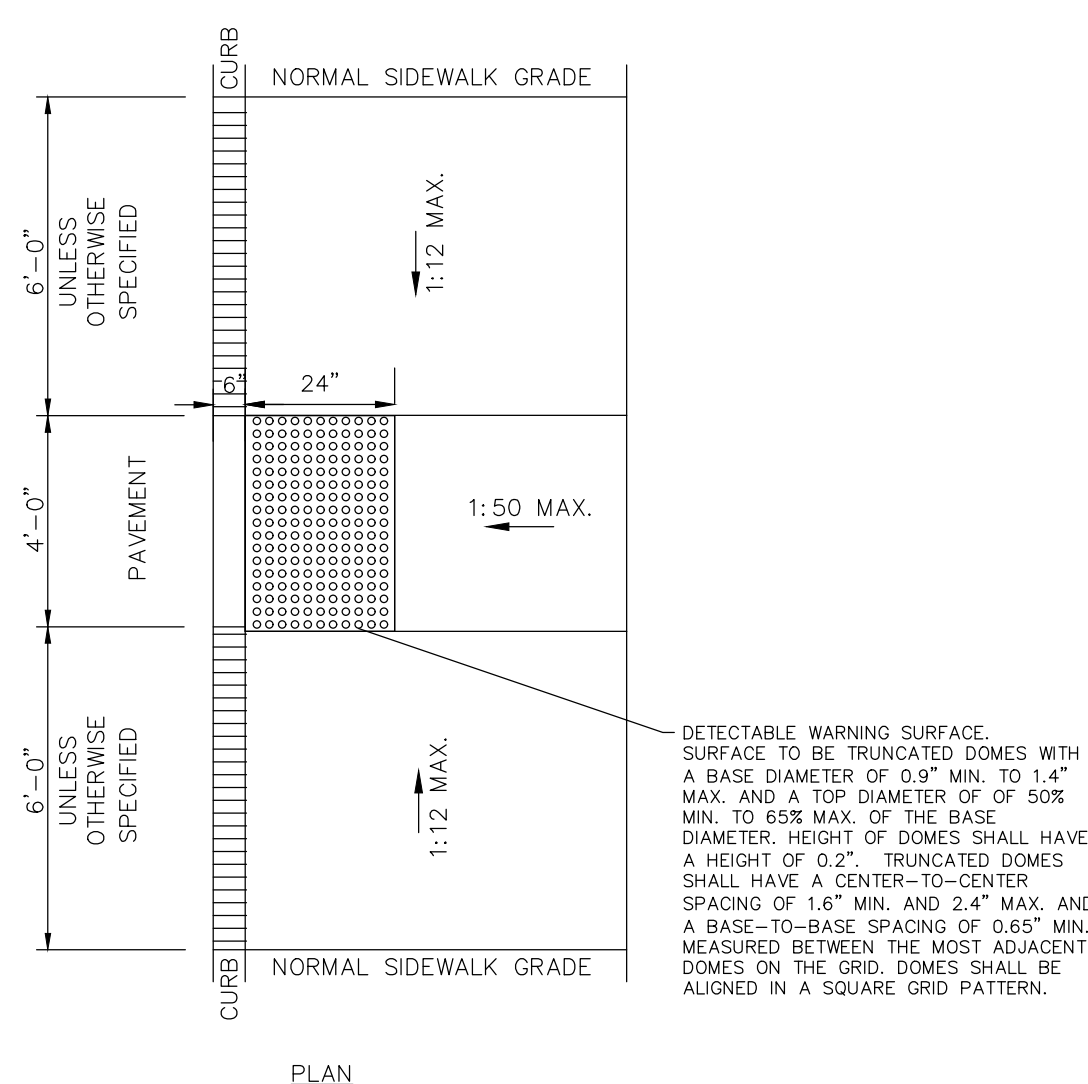 CURB
NORMAL SIDEWALK GRADE
6'-0"
UNLESS
OTHERWISE
SPECIFIED
1:12 MAX.
6"
24"
4'-0"
PAVEMENT
1:50 MAX.
6'-0"
UNLESS
OTHERWISE
SPECIFIED
1:12 MAX.
DETECTABLE WARNING SURFACE.
SURFACE TO BE TRUNCATED DOMES WITH
A BASE DIAMETER OF 0.9" MIN. TO 1.4"
MAX. AND A TOP DIAMETER OF OF 50%
MIN. TO 65% MAX. OF THE BASE
DIAMETER. HEIGHT OF DOMES SHALL HAVE
A HEIGHT OF 0.2". TRUNCATED DOMES
SHALL HAVE A CENTER-TO-CENTER
SPACING OF 1.6" MIN. AND 2.4" MAX. AND
A BASE-TO-BASE SPACING OF 0.65" MIN.
MEASURED BETWEEN THE MOST ADJACENT
DOMES ON THE GRID. DOMES SHALL BE
ALIGNED IN A SQUARE GRID PATTERN.
CURB
NORMAL SIDEWALK GRADE
PLAN